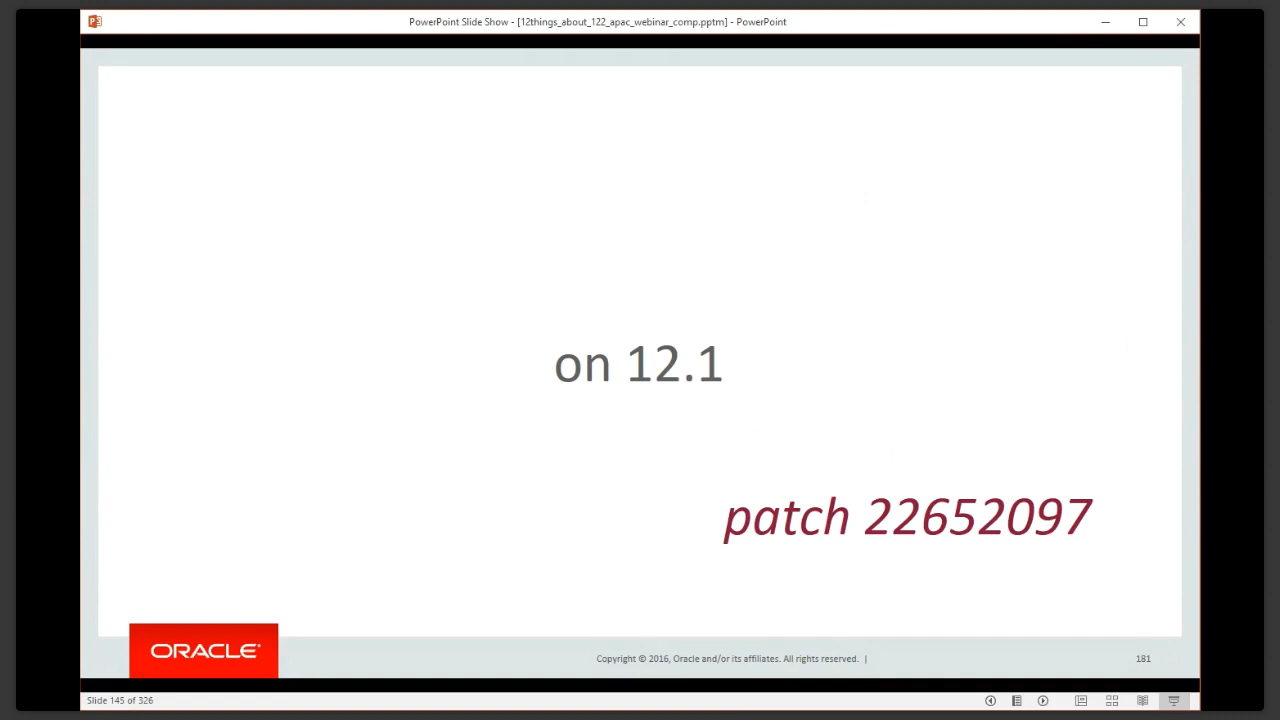 PowerPoint Slide Show - [12things_about_122_apac_webinar_comp.pptm] - PowerPoint
on 12.1
patch 22652097
ORACLE®
Copyright © 2016, Oracle and/or its affiliates. All rights reserved. |
181
Slide 145 of 326